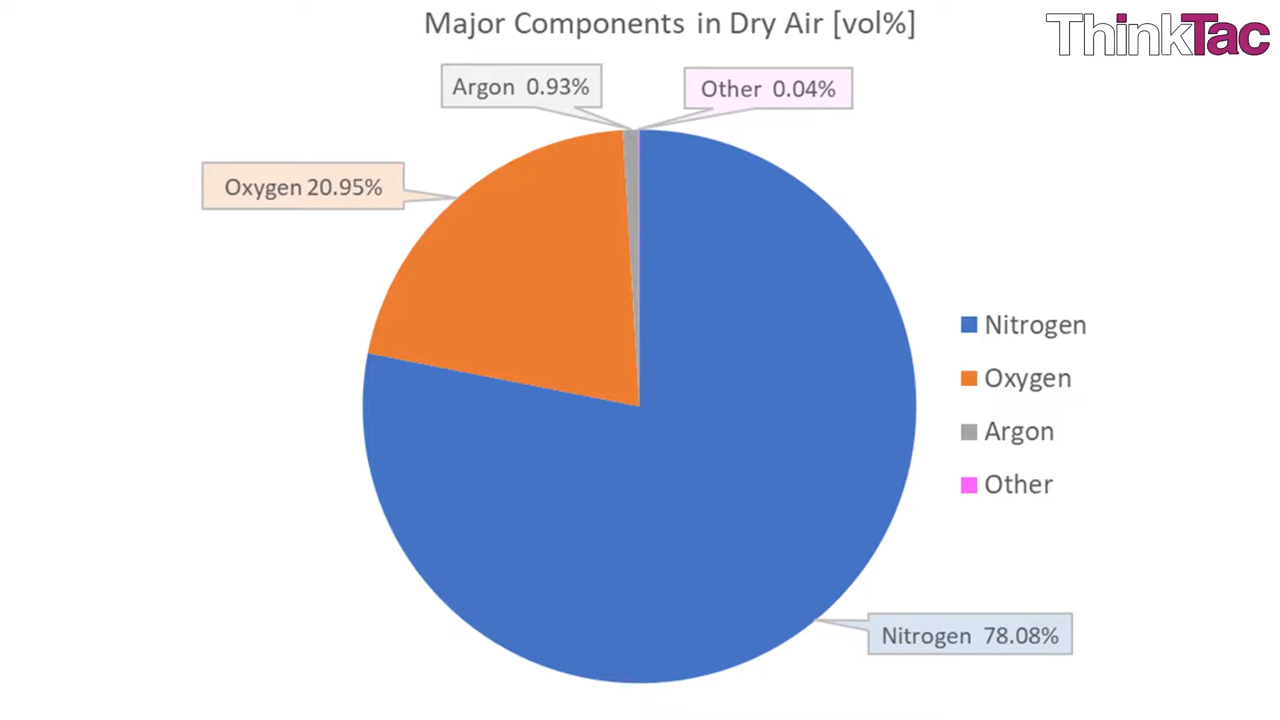 Major Components in Dry Air [vol%]
ThinkTac
Argon 0.93%
Other 0.04%
Oxygen 20.95%
Nitrogen
Oxygen
Argon
Other
Nitrogen 78.08%